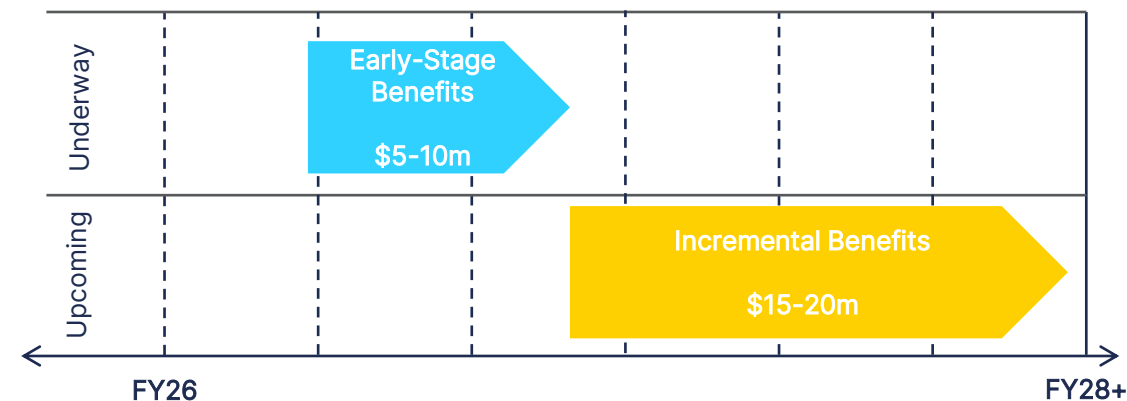 Underway
Early-Stage
Benefits
$5-10m
Upcoming
Incremental Benefits
$15-20m
FY26
FY28+